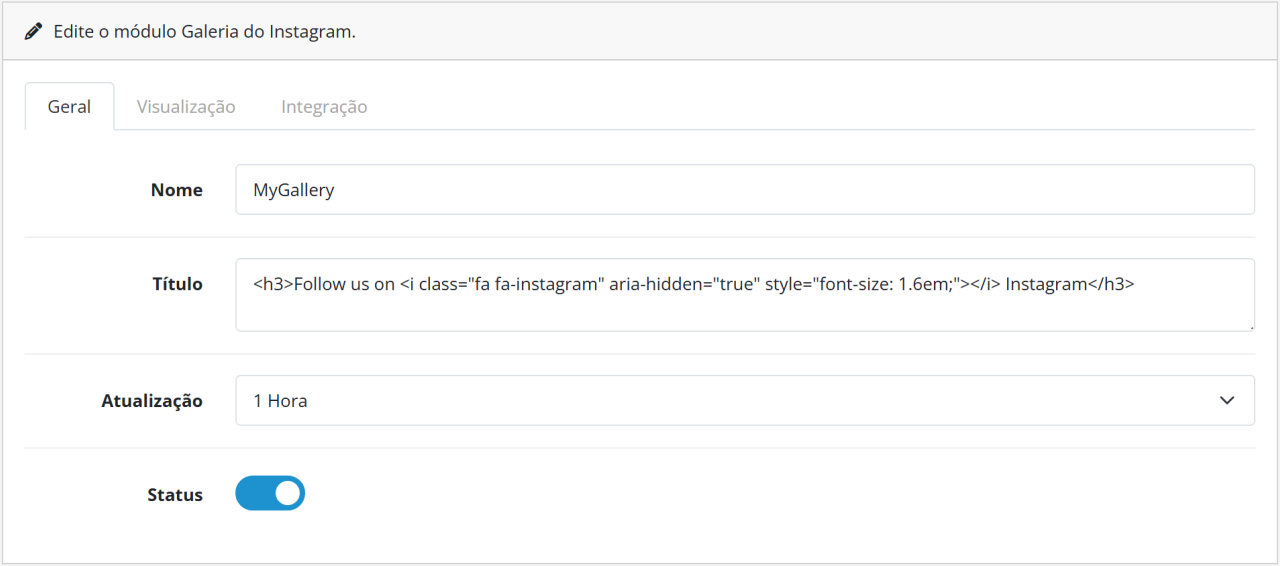 Edite o módulo Galeria do Instagram.
Geral Visualização Integração
Nome MyGallery
Título <h3>Follow us on <i class="fa fa-instagram" aria-hidden="true" style="font-size: 1.6em;"></i> Instagram</h3>
Atualização 1 Hora
Status